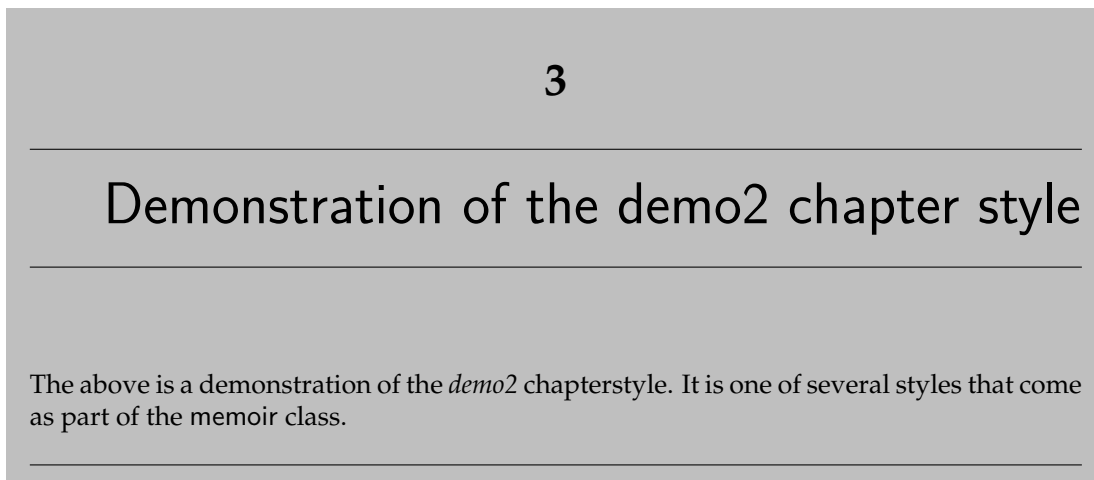 3
Demonstration of the demo2 chapter style
The above is a demonstration of the demo2 chapterstyle. It is one of several styles that come
as part of the memoir class.